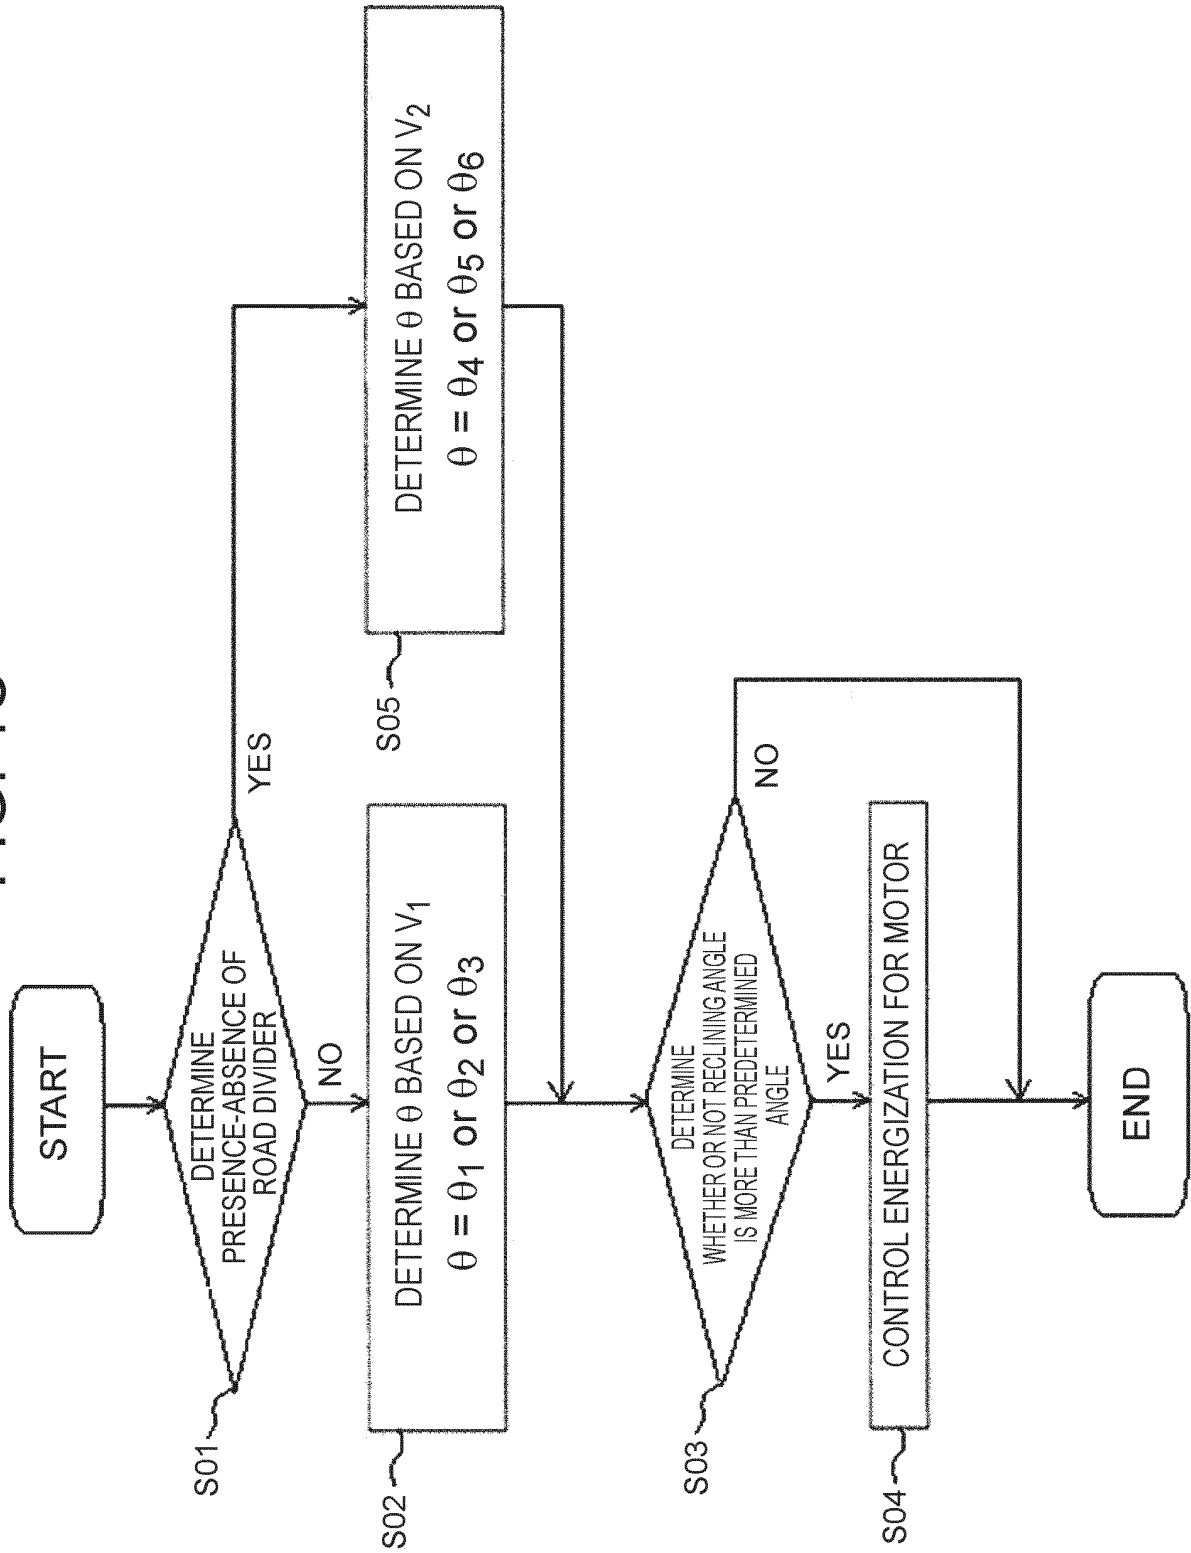 START
S01
DETERMINE
PRESENCE-ABSENCE OF
ROAD DIVIDER
YES
NO
S02
DETERMINE θ BASED ON V1
θ = θ1 or θ2 or θ3
S05
DETERMINE θ BASED ON V2
θ = θ4 or θ5 or θ6
S03
DETERMINE
WHETHER OR NOT RECLINING ANGLE
IS MORE THAN PREDETERMINED
ANGLE
NO
YES
S04
CONTROL ENERGIZATION FOR MOTOR
END